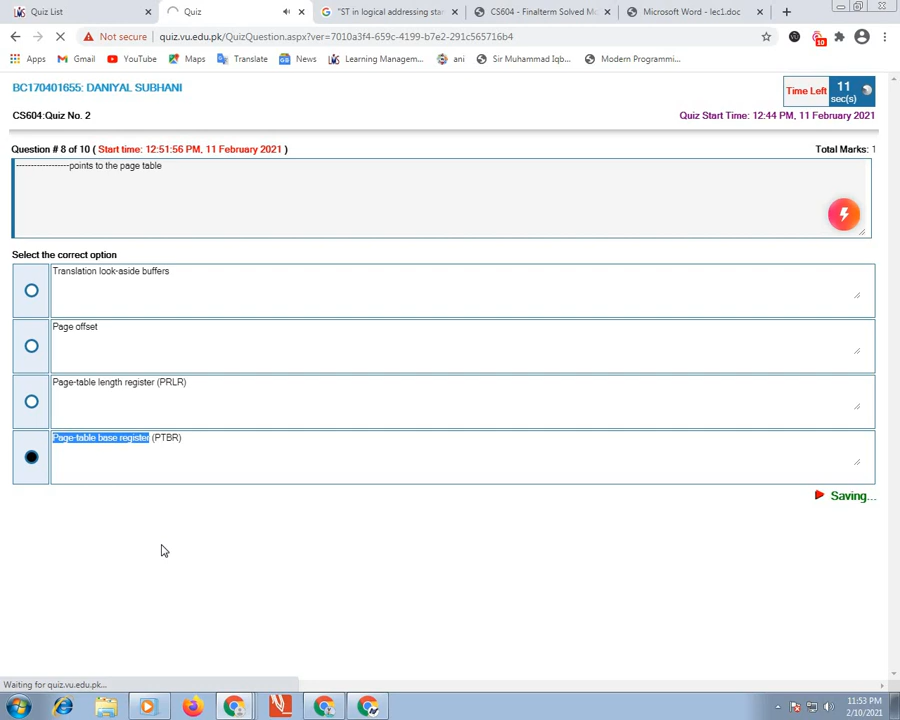 Quiz List
Quiz
"ST in logical addressing sta
CS604 - Finalterm Solved Mo
Microsoft Word - lec1.doc
Not secure
quiz.vu.edu.pk/QuizQuestion.aspx?ver=7010a3f4-659c-4199-b7e2-291c565716b4
10
Apps
Gmail
YouTube
Maps
Translate
News
Learning Managem...
ani
Sir Muhammad Iqb...
Modern Programmi...
BC170401655: DANIYAL SUBHANI
Time Left 11 sec(s)
CS604:Quiz No. 2
Quiz Start Time: 12:44 PM, 11 February 2021
Question # 8 of 10 ( Start time: 12:51:56 PM, 11 February 2021 )
Total Marks: 1
------------------points to the page table
Select the correct option
Translation look-aside buffers
Page offset
Page-table length register (PRLR)
Page-table base register (PTBR)
Saving...
Waiting for quiz.vu.edu.pk...
11:53 PM
2/10/2021